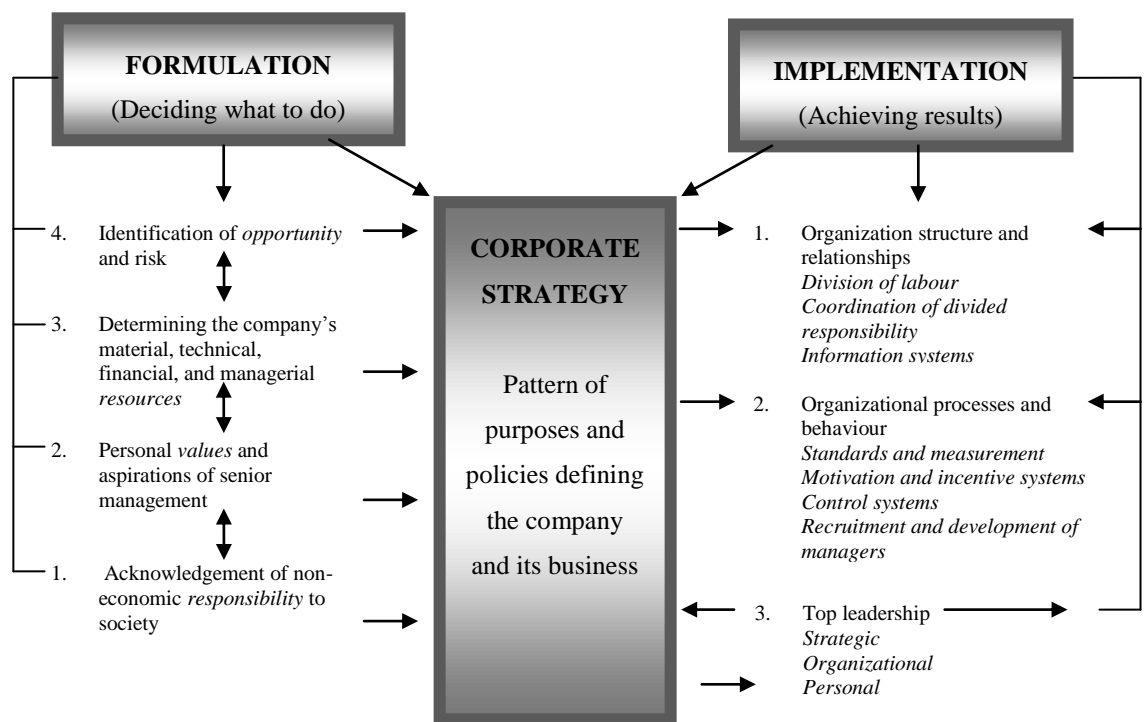 FORMULATION
(Deciding what to do)
IMPLEMENTATION
(Achieving results)
4. Identification of opportunity
and risk
3. Determining the company's
material, technical,
financial, and managerial
resources
2. Personal values and
aspirations of senior
management
1. Acknowledgement of non-
economic responsibility to
society
CORPORATE
STRATEGY
Pattern of
purposes and
policies defining
the company
and its business
1. Organization structure and
relationships
Division of labour
Coordination of divided
responsibility
Information systems
2. Organizational processes and
behaviour
Standards and measurement
Motivation and incentive systems
Control systems
Recruitment and development of
managers
3. Top leadership
Strategic
Organizational
Personal